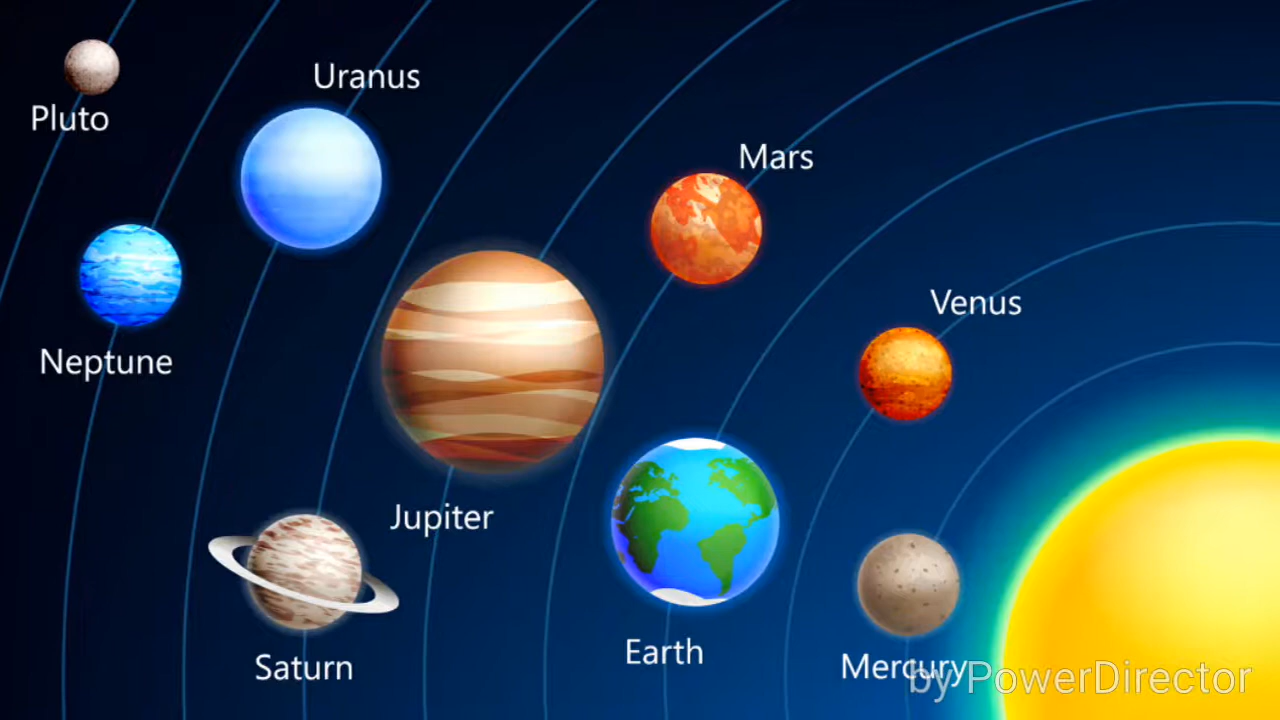 Uranus
Pluto
Mars
Venus
Neptune
Jupiter
Earth
Saturn
Mercury
by PowerDirector